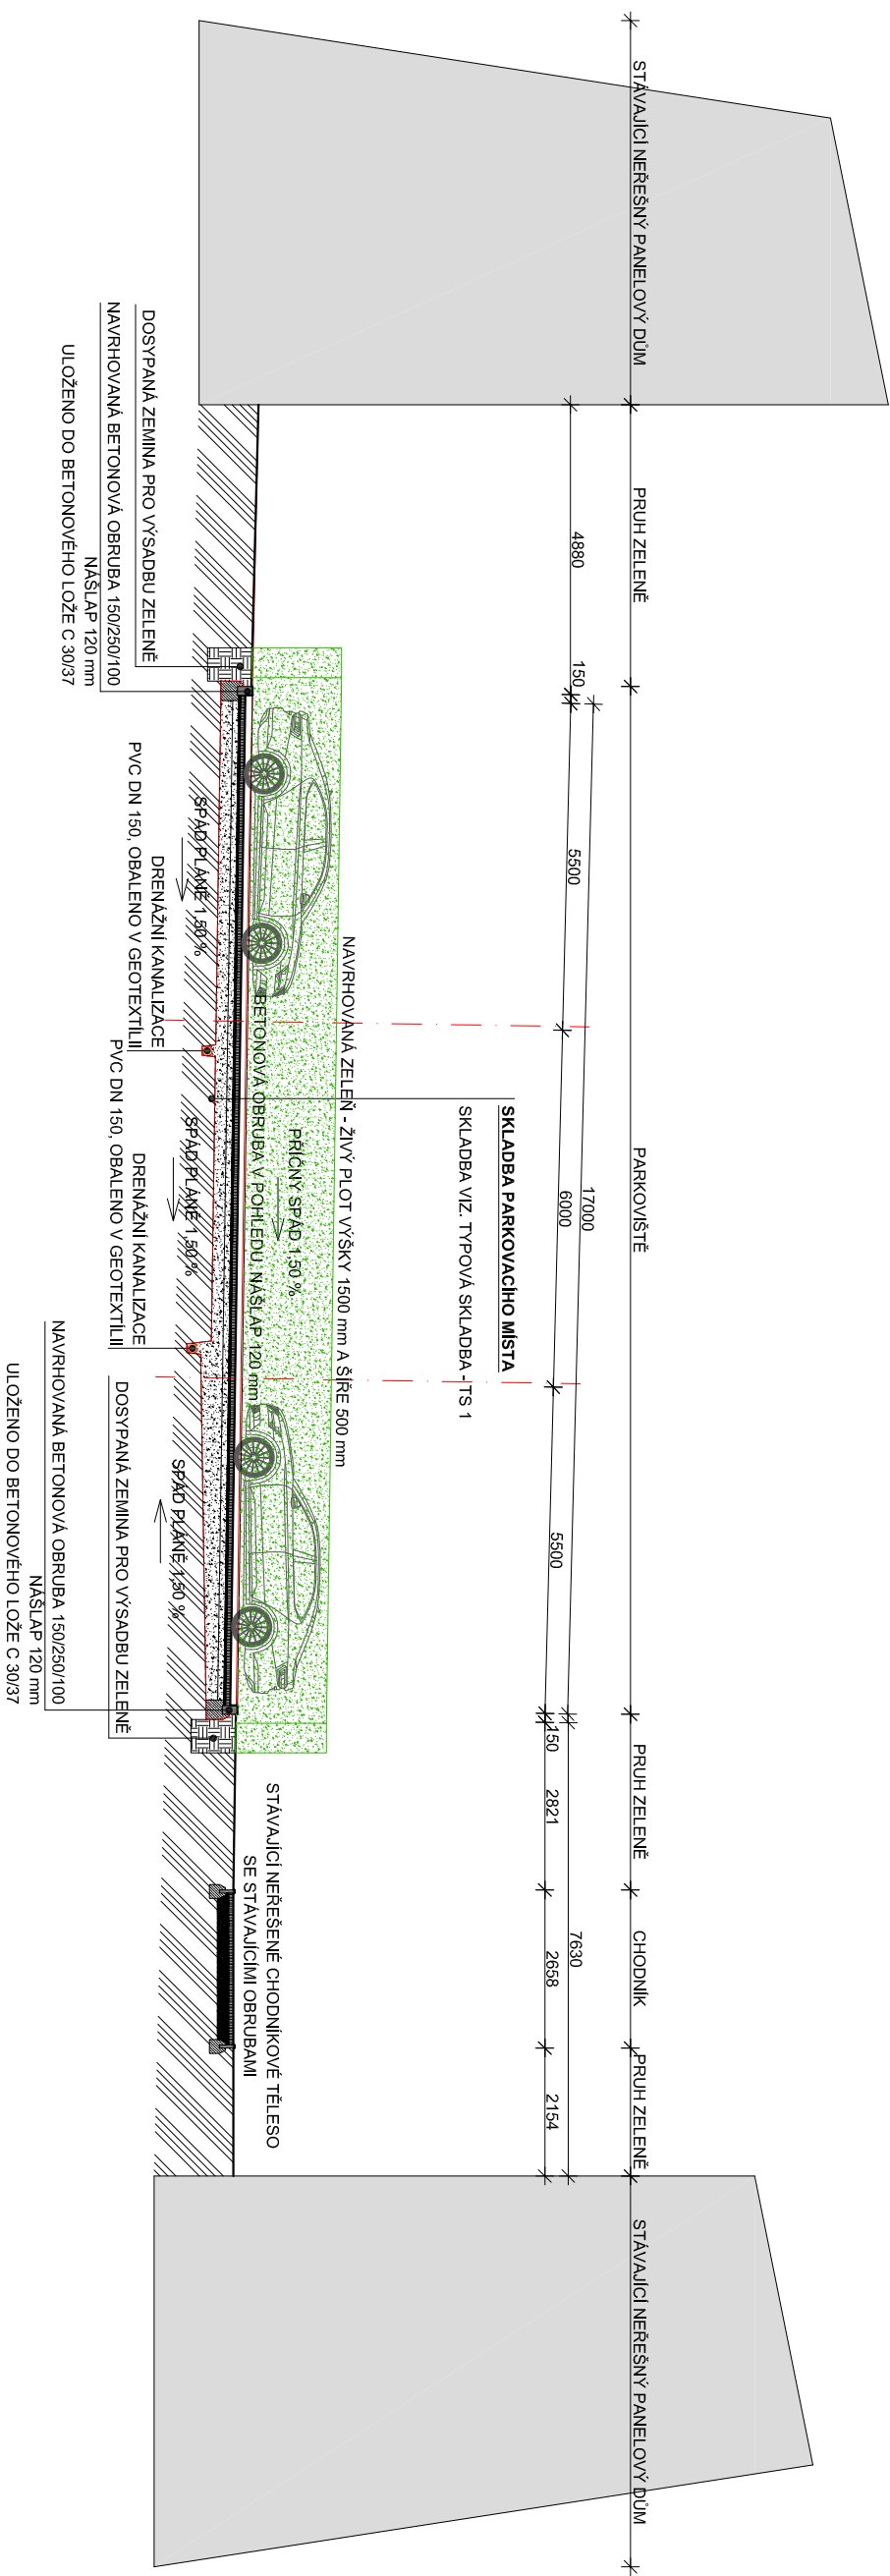 STÁVAJÍCÍ NEŘEŠNÝ PANELOVÝ DŮM
PRUH ZELENĚ
PARKOVIŠTĚ
PRUH ZELENĚ
CHODNÍK
PRUH ZELENĚ
STÁVAJÍCÍ NEŘEŠNÝ PANELOVÝ DŮM
17000
4880
150
5500
6000
5500
150
7630
2821
2658
2154
SKLADBA PARKOVACÍHO MÍSTA
SKLADBA VIZ. TYPOVÁ SKLADBA - TS 1
NAVRHOVANÁ ZELEŇ - ŽIVÝ PLOT VÝŠKY 1500 mm A ŠÍŘE 500 mm
PŘÍČNÝ SPÁD 1,50 %
BETONOVÁ OBRUBA V POHLEDU, NÁŠLAP 120 mm
STÁVAJÍCÍ NEŘEŠENÉ CHODNÍKOVÉ TĚLESO
SE STÁVAJÍCÍMI OBRUBAMI
SPÁD PLÁNĚ 1,50 %
SPÁD PLÁNĚ 1,50 %
SPÁD PLÁNĚ 1,50 %
DOSYPANÁ ZEMINA PRO VÝSADBU ZELENĚ
NAVRHOVANÁ BETONOVÁ OBRUBA 150/250/100
NÁŠLAP 120 mm
ULOŽENO DO BETONOVÉHO LOŽE C 30/37
DRENÁŽNÍ KANALIZACE
PVC DN 150, OBALENO V GEOTEXTÍLII
DRENÁŽNÍ KANALIZACE
PVC DN 150, OBALENO V GEOTEXTÍLII
DOSYPANÁ ZEMINA PRO VÝSADBU ZELENĚ
NAVRHOVANÁ BETONOVÁ OBRUBA 150/250/100
NÁŠLAP 120 mm
ULOŽENO DO BETONOVÉHO LOŽE C 30/37